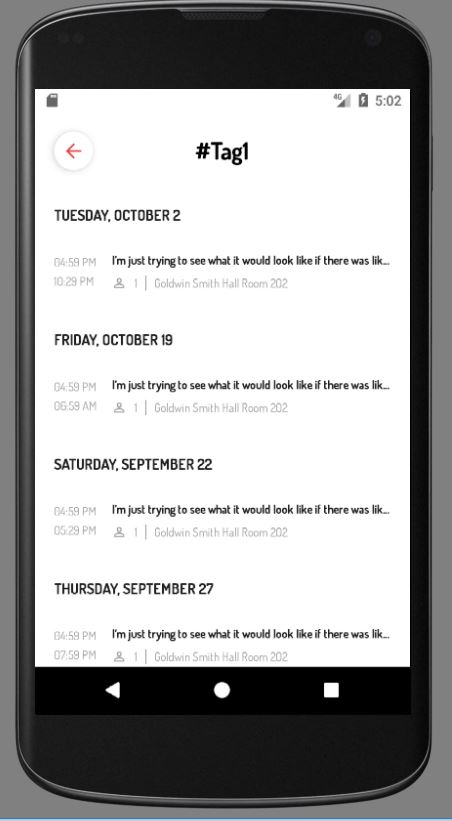 4G 5:02
#Tag1
TUESDAY, OCTOBER 2
04:59 PM I'm just trying to see what it would look like if there was lik...
10:29 PM 1 | Goldwin Smith Hall Room 202
FRIDAY, OCTOBER 19
04:59 PM I'm just trying to see what it would look like if there was lik...
06:59 AM 1 | Goldwin Smith Hall Room 202
SATURDAY, SEPTEMBER 22
04:59 PM I'm just trying to see what it would look like if there was lik...
05:29 PM 1 | Goldwin Smith Hall Room 202
THURSDAY, SEPTEMBER 27
04:59 PM I'm just trying to see what it would look like if there was lik...
07:59 PM 1 | Goldwin Smith Hall Room 202